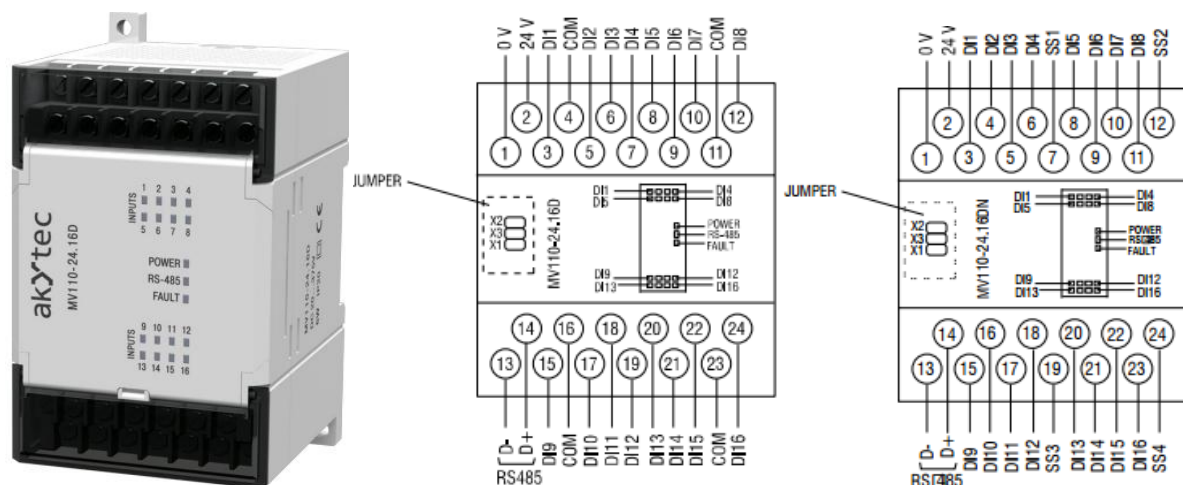 akYtec
MV110-24.16D
INPUTS
1 2 3 4
5 6 7 8
POWER
RS-485
FAULT
INPUTS
9 10 11 12
13 14 15 16
MV110-24.16D
6W IP20
0 V
24 V
DI1
COM
DI2
DI3
DI4
DI5
DI6
DI7
COM
DI8
2 4 6 8 10 12
1 3 5 7 9 11
JUMPER
X2
X3
X1
MV110-24.16D
DI1 DI4
DI5 DI8
POWER
RS-485
FAULT
DI9 DI12
DI13 DI16
14 16 18 20 22 24
13 15 17 19 21 23
D-
D+
DI9
COM
DI10
DI11
DI12
DI13
DI14
DI15
COM
DI16
RS485
0 V
24 V
DI1
DI2
DI3
DI4
SS1
DI5
DI6
DI7
DI8
SS2
2 4 6 8 10 12
1 3 5 7 9 11
JUMPER
X2
X3
X1
MV110-24.16DN
DI1 DI4
DI5 DI8
POWER
FAULT
DI9 DI12
DI13 DI16
14 16 18 20 22 24
13 15 17 19 21 23
D-
D+
DI9
DI10
DI11
DI12
SS3
DI13
DI14
DI15
DI16
SS4